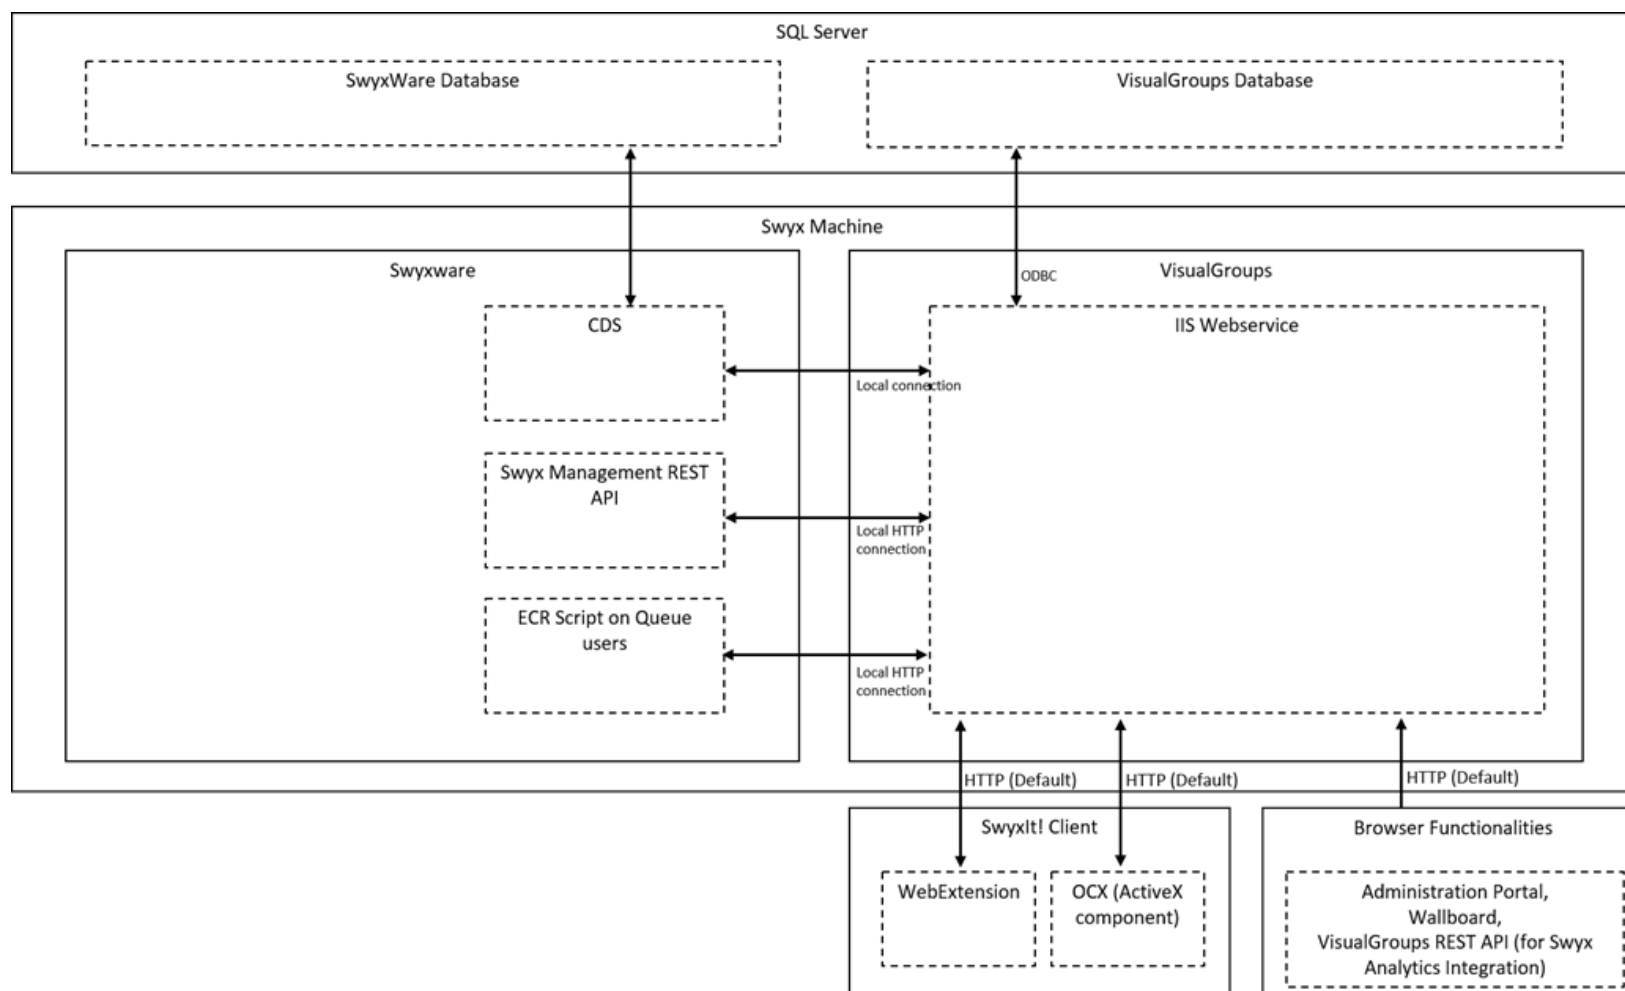 SQL Server
SwyxWare Database
VisualGroups Database
Swyx Machine
Swyxware
VisualGroups
ODBC
CDS
IIS Webservice
Local connection
Swyx Management REST
API
Local HTTP
connection
ECR Script on Queue
users
Local HTTP
connection
HTTP (Default)
HTTP (Default)
HTTP (Default)
SwyxIt! Client
Browser Functionalities
WebExtension
OCX (ActiveX
component)
Administration Portal,
Wallboard,
VisualGroups REST API (for Swyx
Analytics Integration)